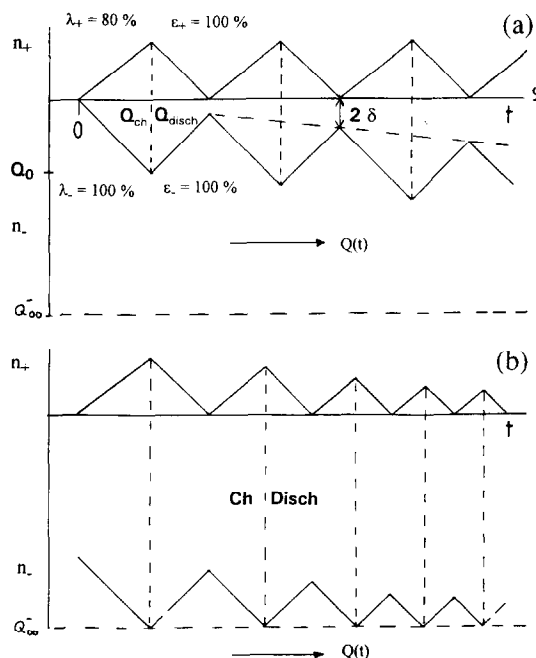 (a)
λ₊ = 80 % ε₊ = 100 %
n₊
0 Q_ch Q_disch 2 δ t
Q₀
λ₋ = 100 % ε₋ = 100 %
n₋
Q(t)
Q⁻∞
(b)
n₊
t
Ch Disch
n₋
Q⁻∞
Q(t)